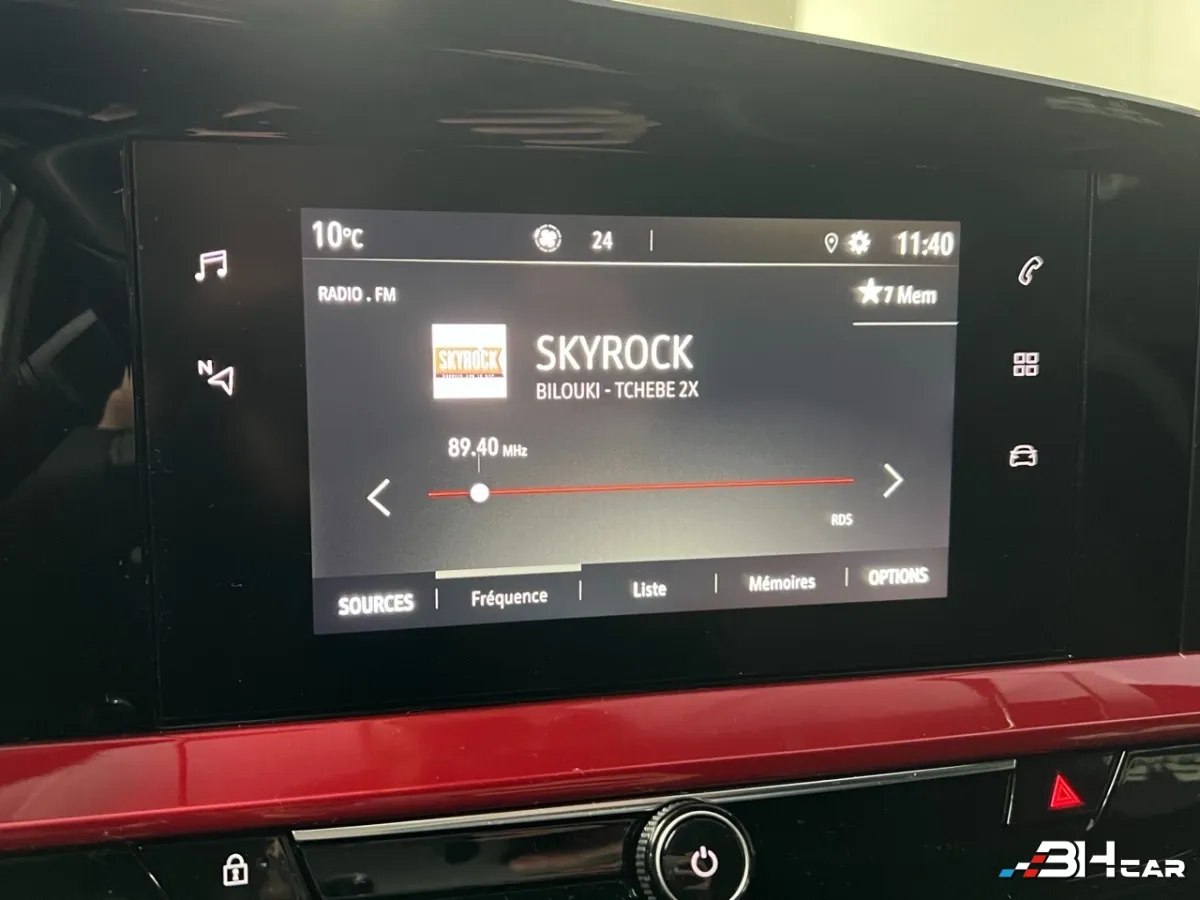 10°C 24 11:40
RADIO . FM
★7 Mem
SKYROCK
SKYROCK
BILOUKI - TCHEBE 2X
89.40 MHz
RDS
SOURCES
Fréquence
Liste
Mémoires
OPTIONS
N
3HCAR